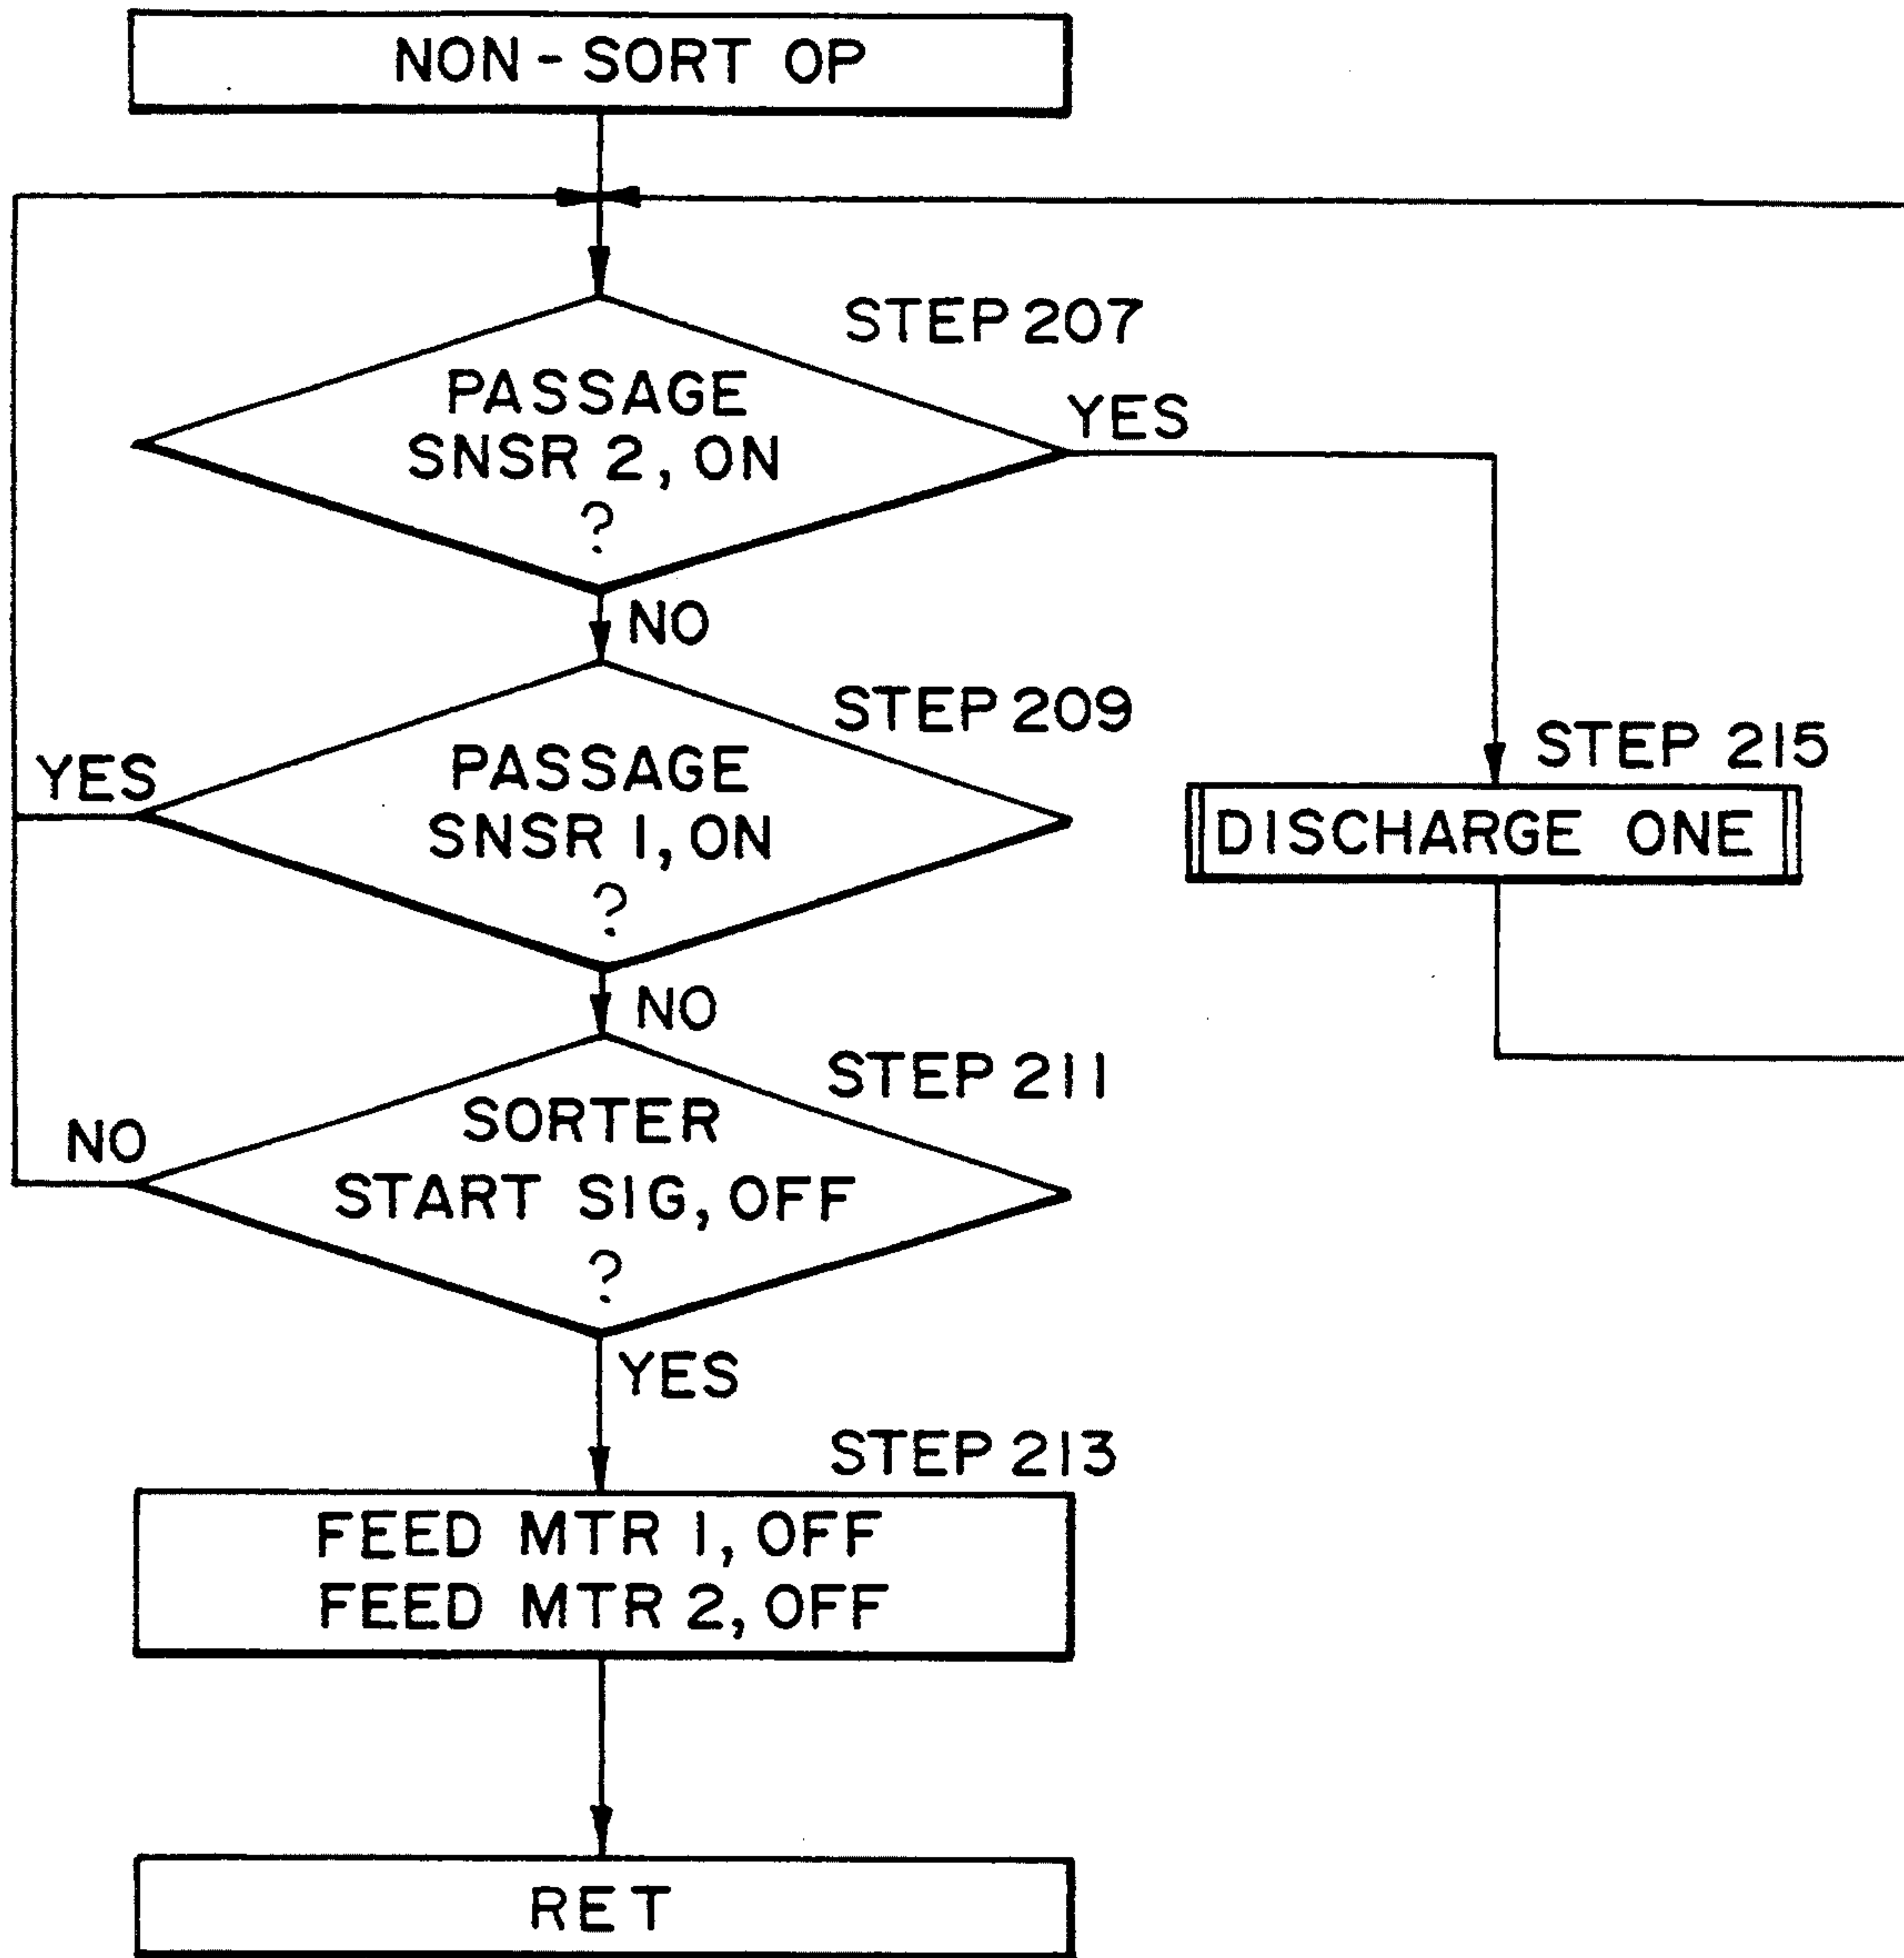 NON-SORT OP
STEP 207
PASSAGE
SNSR 2, ON
?
YES
NO
STEP 209
PASSAGE
SNSR 1, ON
?
YES
STEP 215
DISCHARGE ONE
NO
STEP 211
SORTER
START SIG, OFF
?
NO
YES
STEP 213
FEED MTR 1, OFF
FEED MTR 2, OFF
RET